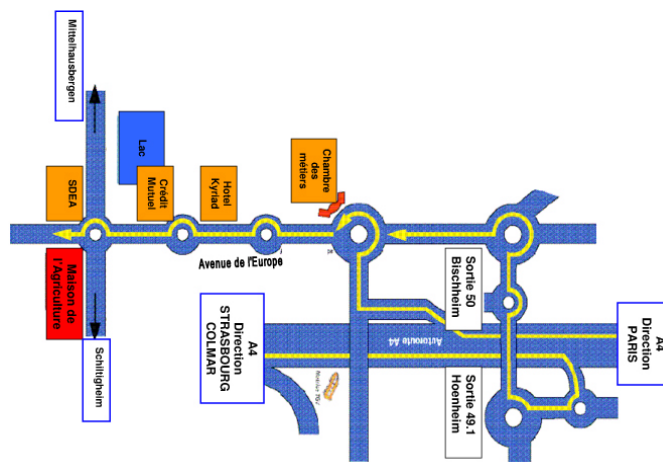 Mittelhausbergen
Lac
SDEA
Crédit
Mutuel
Hotel
Kyriad
Chambre
des
métiers
Avenue de l'Europe
Maison de
l'Agriculture
Schiltigheim
A4
Direction
STRASBOURG
COLMAR
Autoroute A4
Sortie 50
Bischheim
Sortie 49.1
Hoenheim
A4
Direction
PARIS